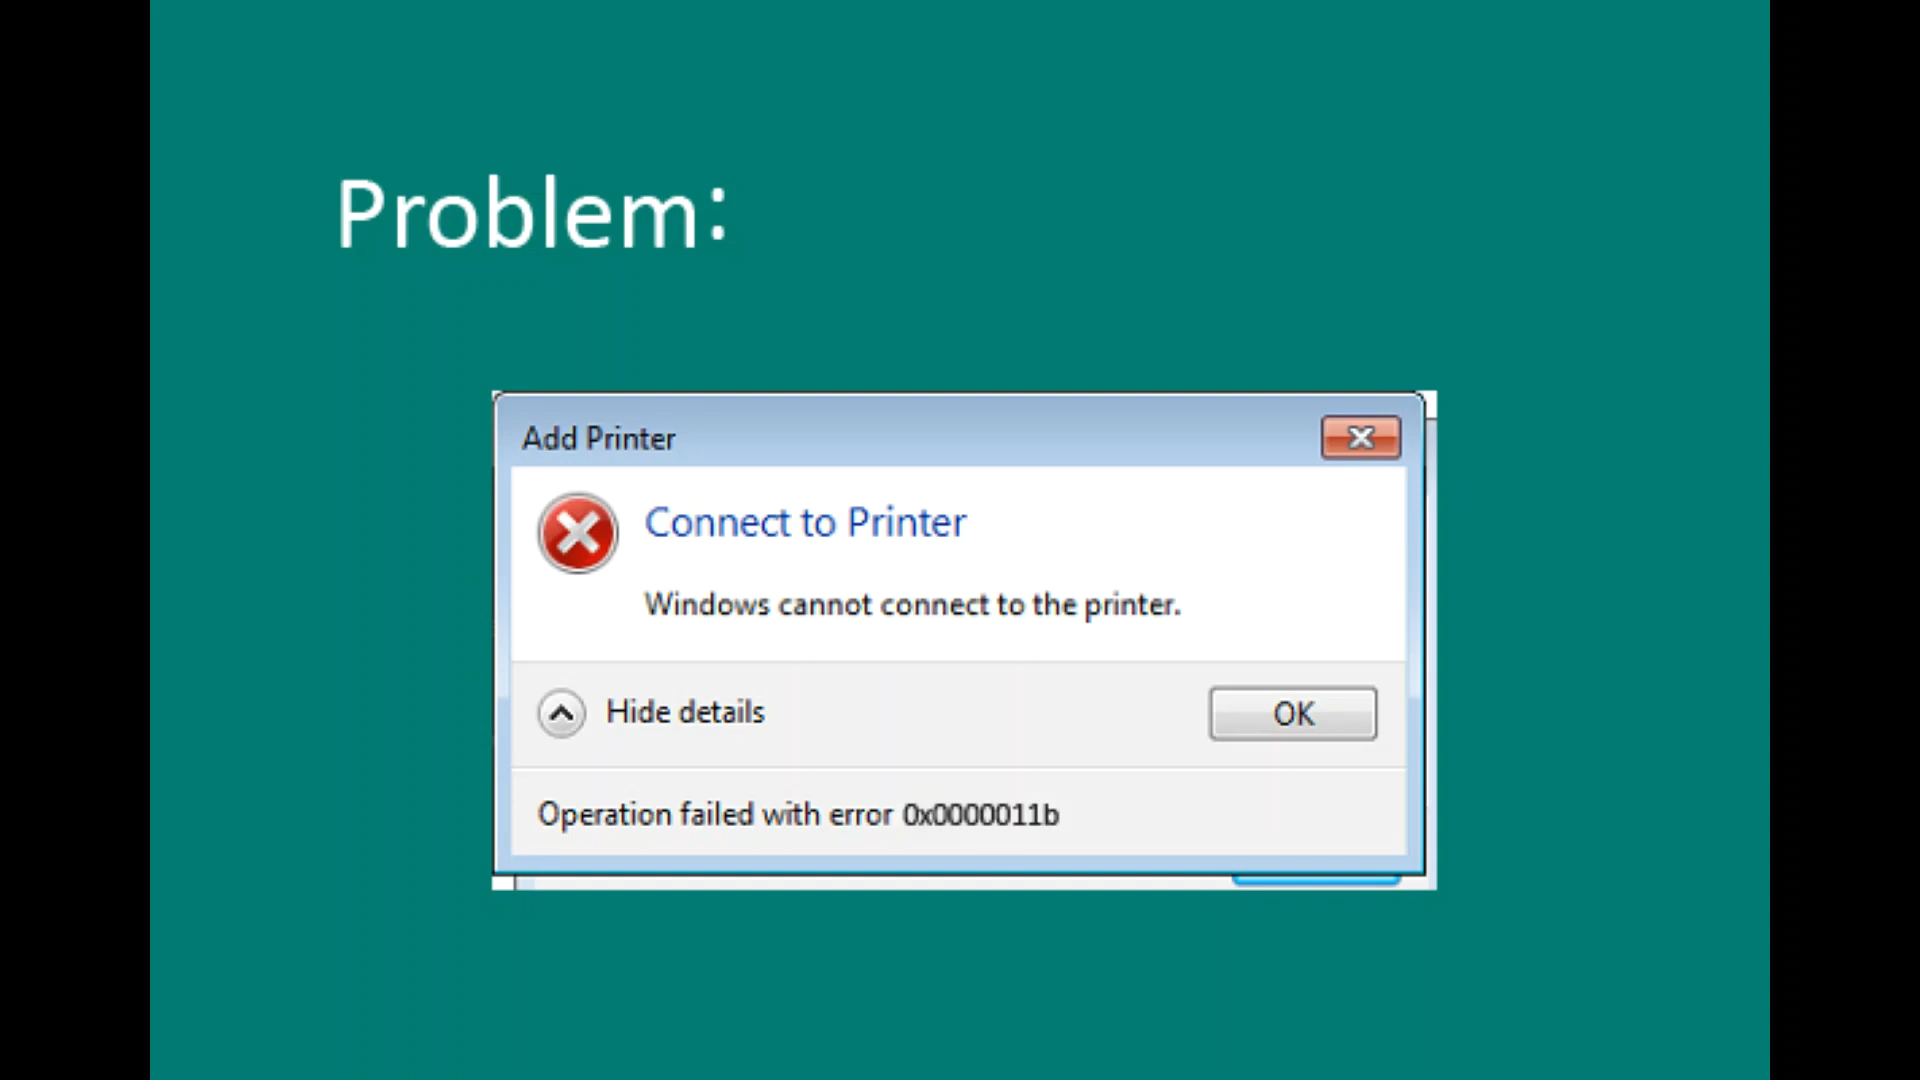 Problem:
Add Printer
Connect to Printer
Windows cannot connect to the printer.
Hide details
OK
Operation failed with error 0x0000011b